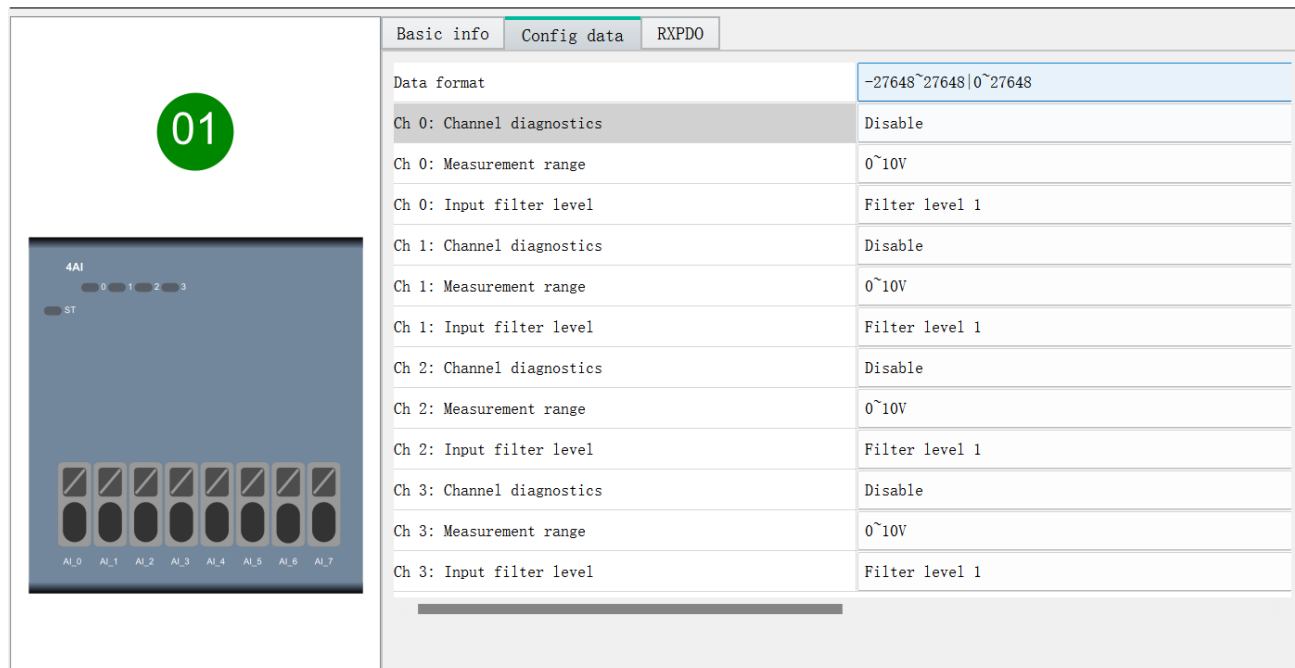 Basic info Config data RXPDO
01
Data format -27648~27648|0~27648
Ch 0: Channel diagnostics Disable
Ch 0: Measurement range 0~10V
Ch 0: Input filter level Filter level 1
Ch 1: Channel diagnostics Disable
Ch 1: Measurement range 0~10V
Ch 1: Input filter level Filter level 1
Ch 2: Channel diagnostics Disable
Ch 2: Measurement range 0~10V
Ch 2: Input filter level Filter level 1
Ch 3: Channel diagnostics Disable
Ch 3: Measurement range 0~10V
Ch 3: Input filter level Filter level 1
4AI
0 1 2 3
ST
AI_0 AI_1 AI_2 AI_3 AI_4 AI_5 AI_6 AI_7